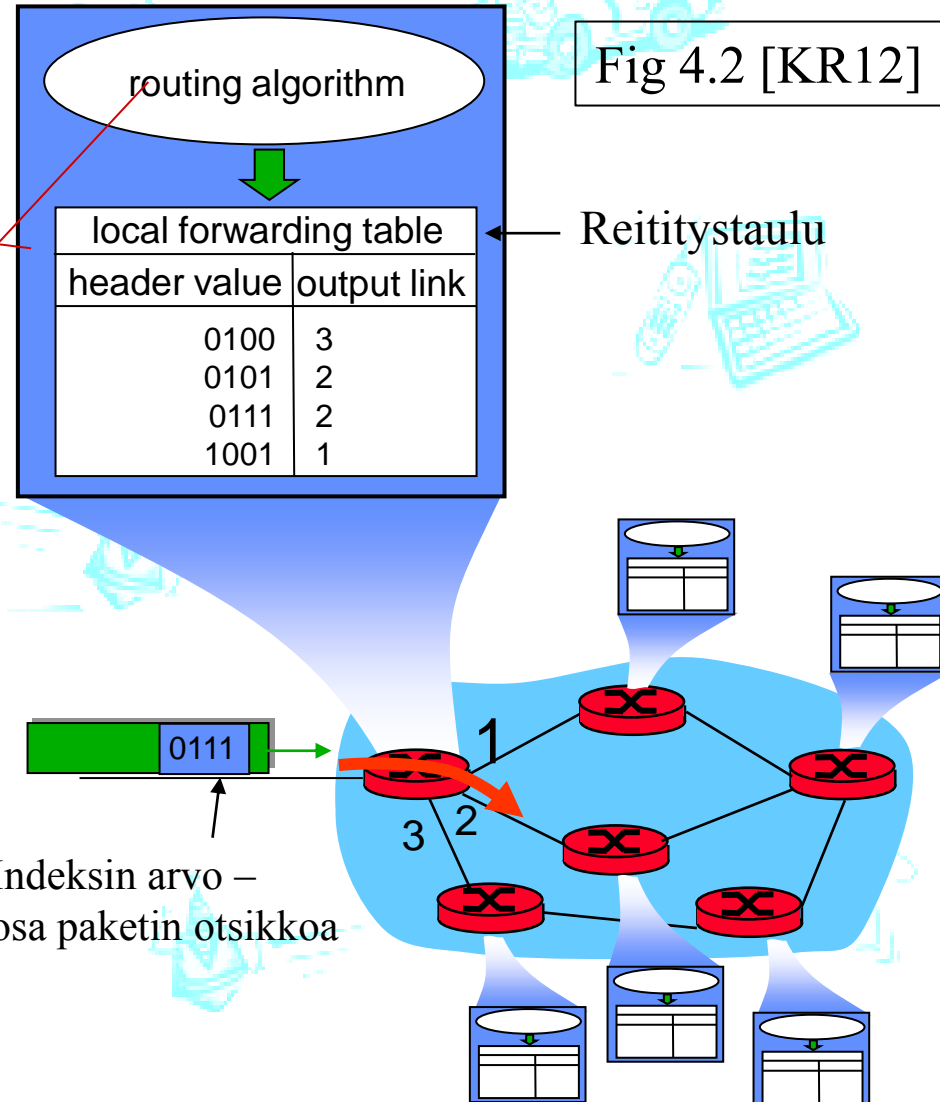 routing algorithm
Fig 4.2 [KR12]
local forwarding table
Reititystaulu
header value output link
0100 3
0101 2
0111 2
1001 1
0111
1
2
3
Indeksin arvo –
osa paketin otsikkoa